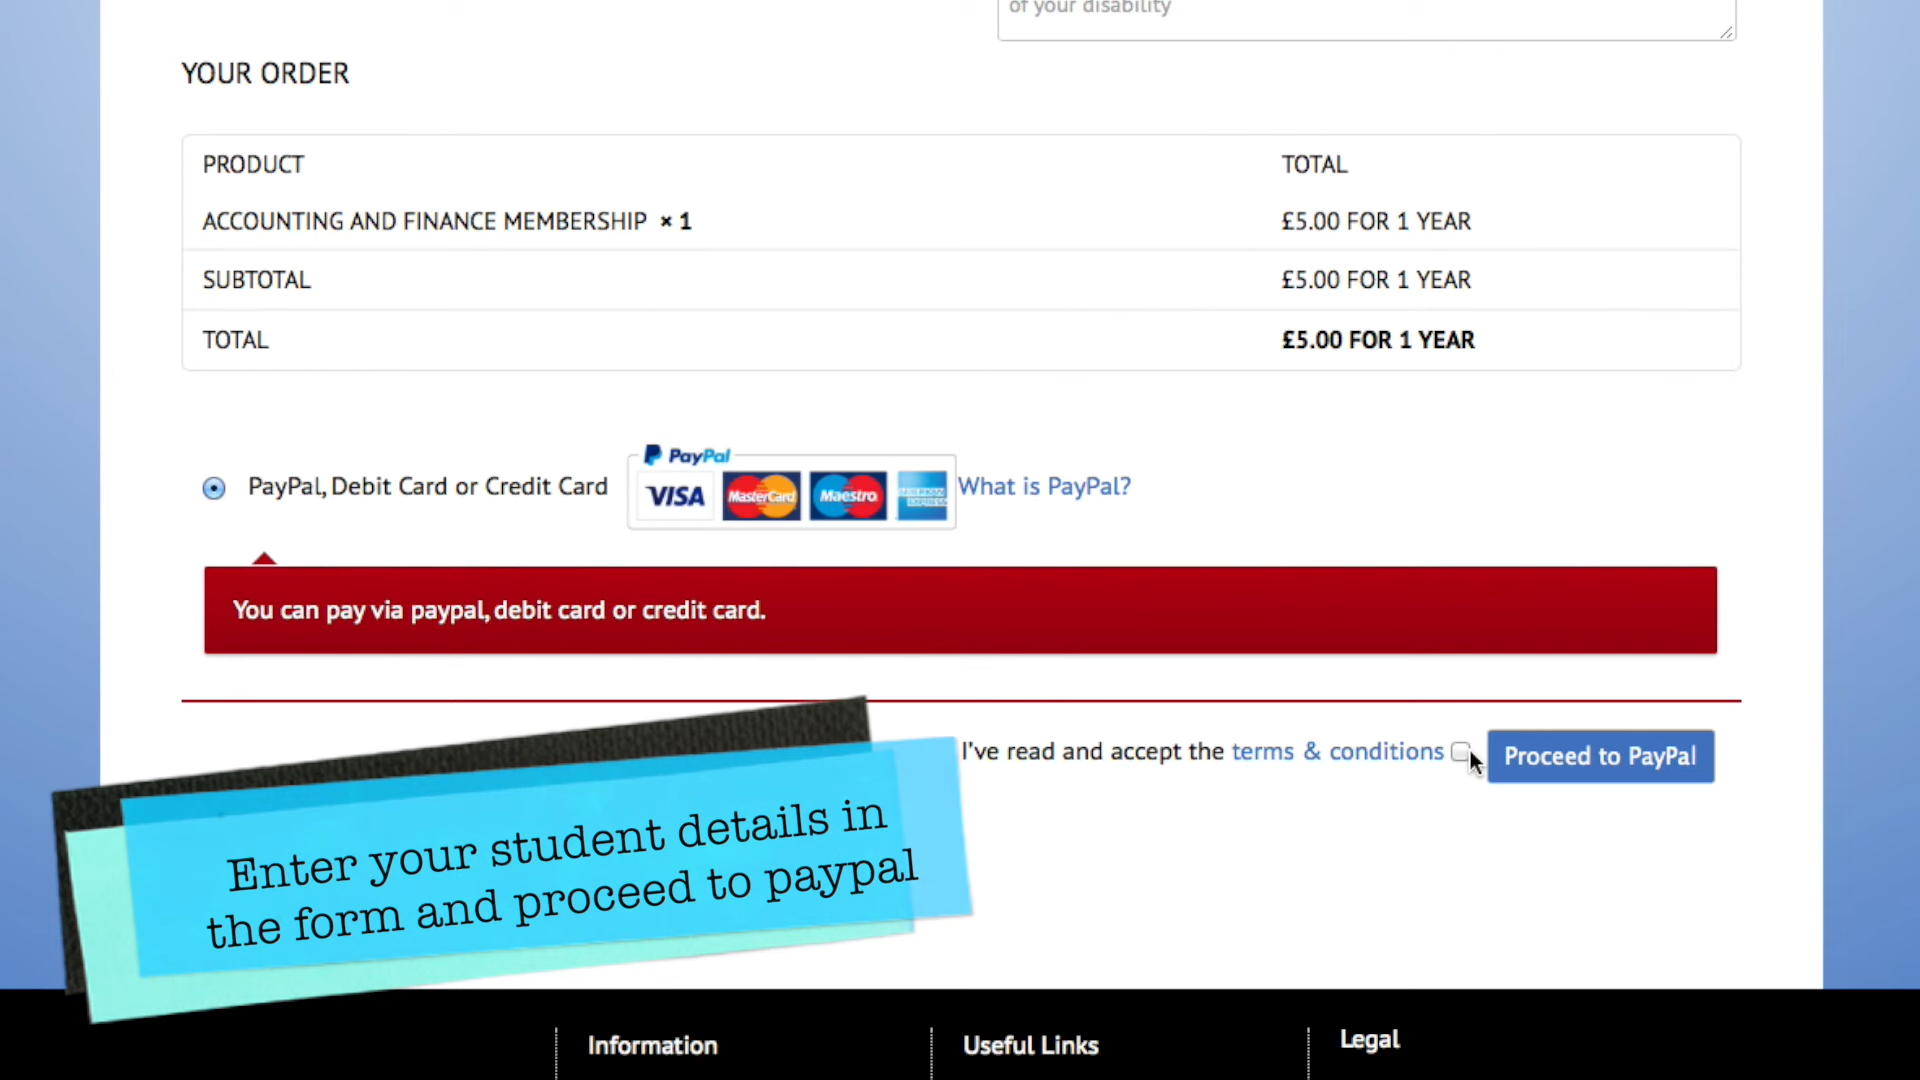 of your disability
YOUR ORDER
PRODUCT TOTAL
ACCOUNTING AND FINANCE MEMBERSHIP × 1 £5.00 FOR 1 YEAR
SUBTOTAL £5.00 FOR 1 YEAR
TOTAL £5.00 FOR 1 YEAR
PayPal
PayPal, Debit Card or Credit Card VISA MasterCard Maestro AMERICAN EXPRESS What is PayPal?
You can pay via paypal, debit card or credit card.
I've read and accept the terms & conditions Proceed to PayPal
Enter your student details in
the form and proceed to paypal
Information Useful Links Legal